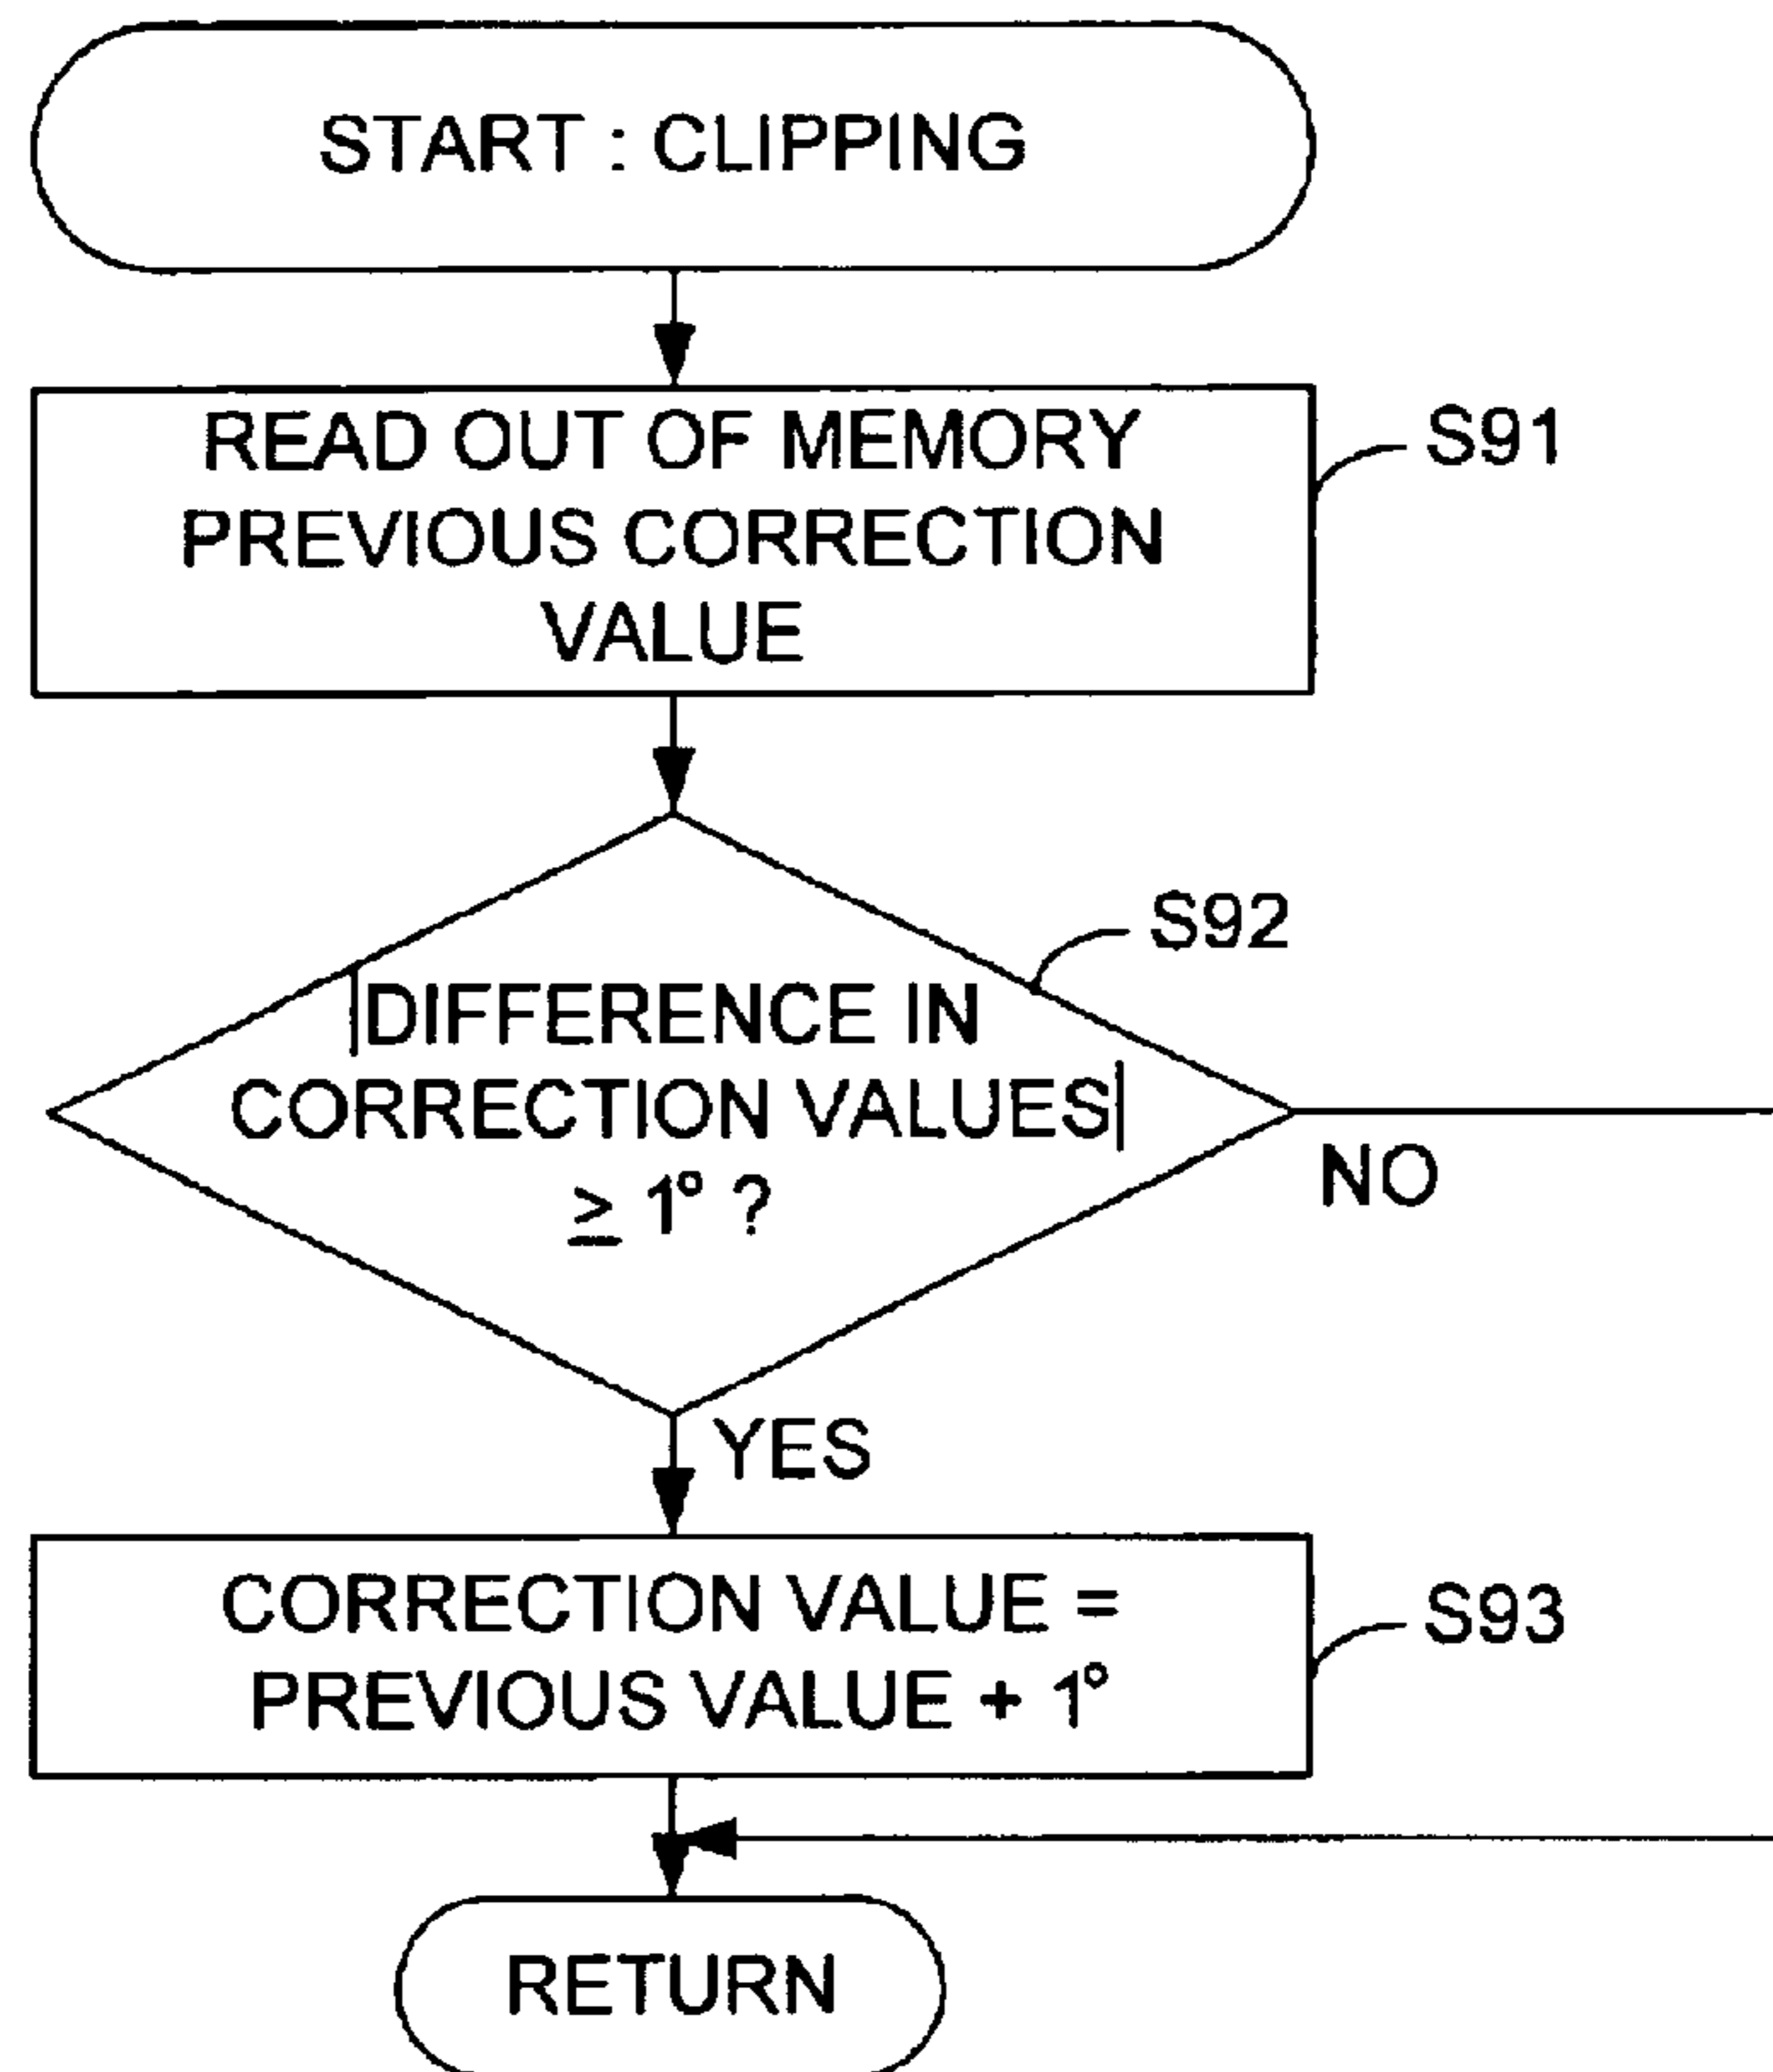 START : CLIPPING
READ OUT OF MEMORY
PREVIOUS CORRECTION
VALUE
S91
S92
|DIFFERENCE IN
CORRECTION VALUES|
≥ 1° ?
NO
YES
CORRECTION VALUE =
PREVIOUS VALUE + 1°
S93
RETURN